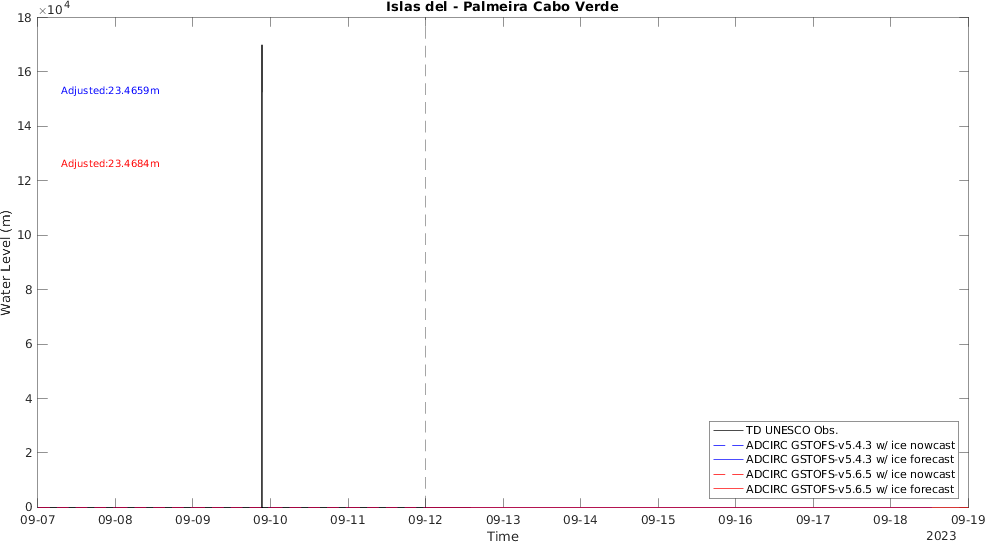 Islas del - Palmeira Cabo Verde
×10⁴
18
16
14
12
10
8
6
4
2
0
Water Level (m)
Adjusted:23.4659m
Adjusted:23.4684m
TD UNESCO Obs.
ADCIRC GSTOFS-v5.4.3 w/ ice nowcast
ADCIRC GSTOFS-v5.4.3 w/ ice forecast
ADCIRC GSTOFS-v5.6.5 w/ ice nowcast
ADCIRC GSTOFS-v5.6.5 w/ ice forecast
09-07 09-08 09-09 09-10 09-11 09-12 09-13 09-14 09-15 09-16 09-17 09-18 09-19
Time
2023